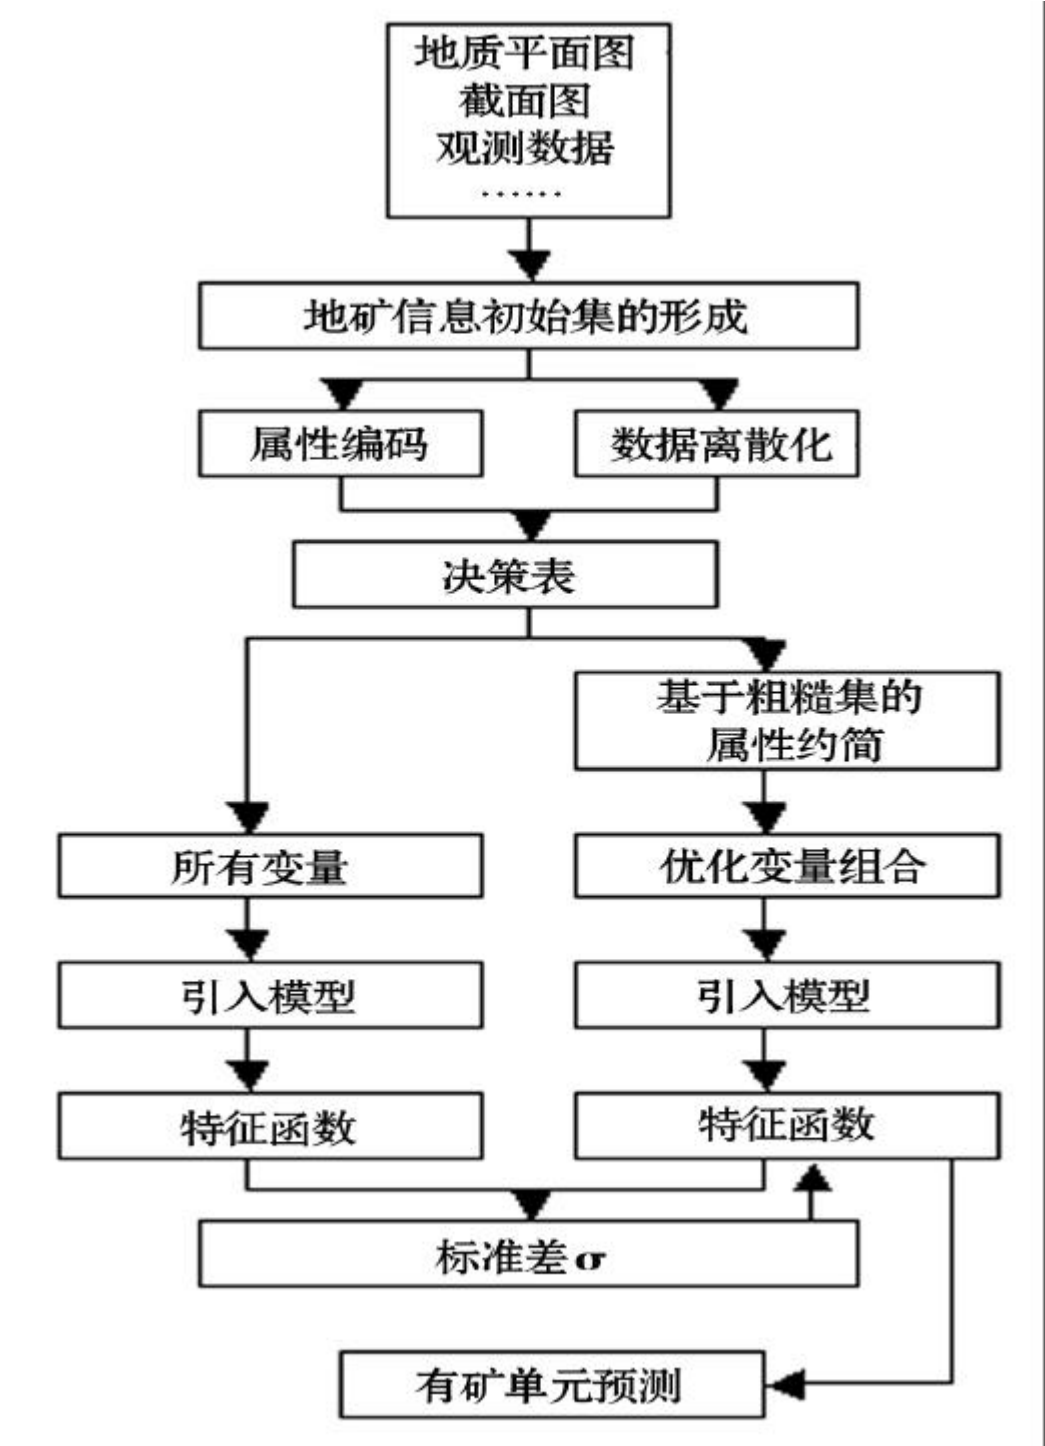 地质平面图
截面图
观测数据
······
地矿信息初始集的形成
属性编码
数据离散化
决策表
基于粗糙集的
属性约简
所有变量
优化变量组合
引入模型
引入模型
特征函数
特征函数
标准差σ
有矿单元预测